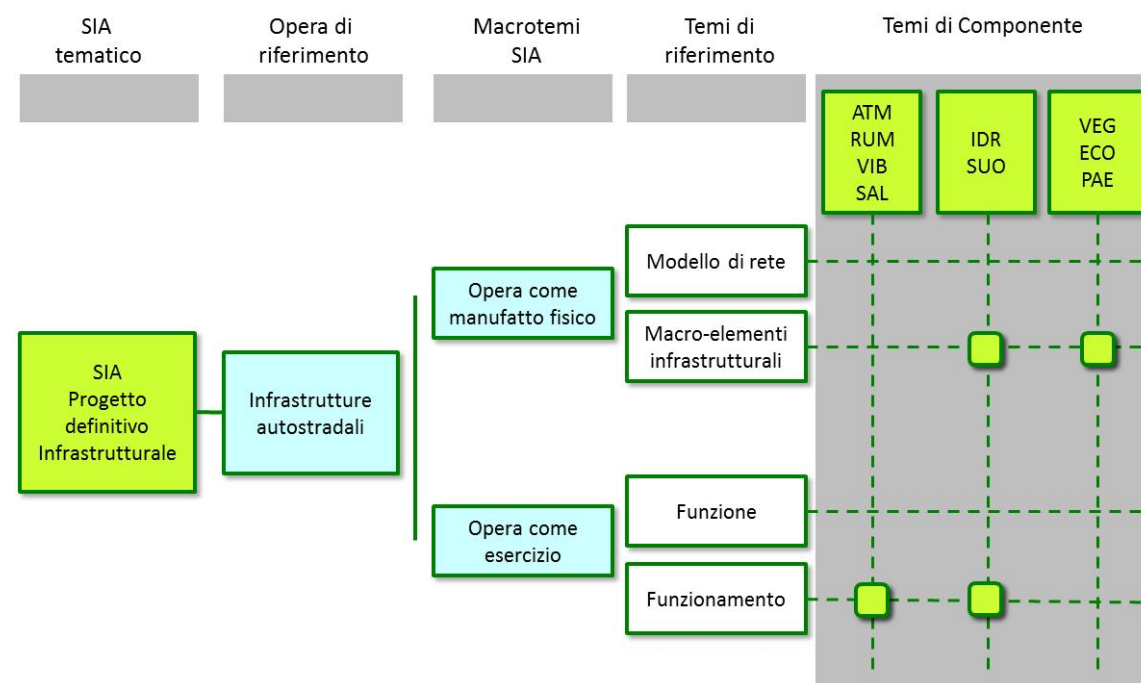 SIA
tematico
Opera di
riferimento
Macrotemi
SIA
Temi di
riferimento
Temi di Componente
ATM
RUM
VIB
SAL
IDR
SUO
VEG
ECO
PAE
Modello di rete
Opera come
manufatto fisico
Macro-elementi
infrastrutturali
SIA
Progetto
definitivo
Infrastrutturale
Infrastrutture
autostradali
Funzione
Opera come
esercizio
Funzionamento